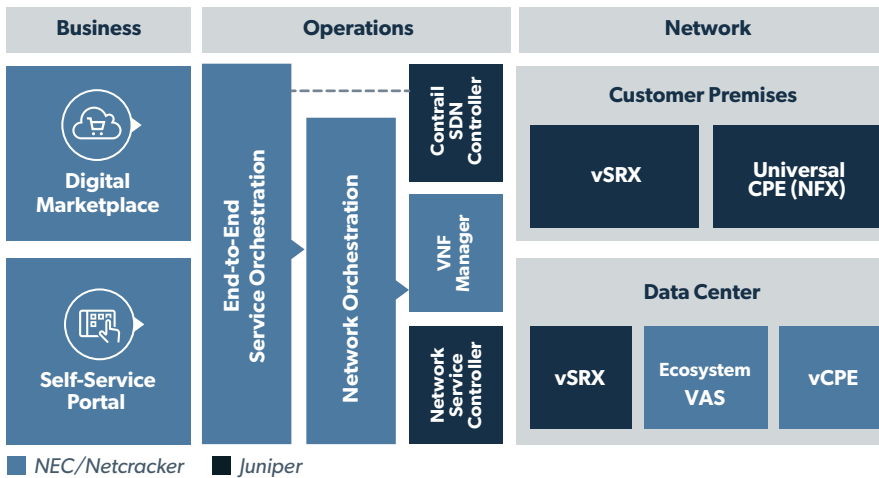 Business
Operations
Network
Digital
Marketplace
Self-Service
Portal
End-to-End
Service Orchestration
Network Orchestration
Contrail
SDN
Controller
VNF
Manager
Network
Service
Controller
Customer Premises
vSRX
Universal
CPE (NFX)
Data Center
vSRX
Ecosystem
VAS
vCPE
NEC/Netcracker
Juniper